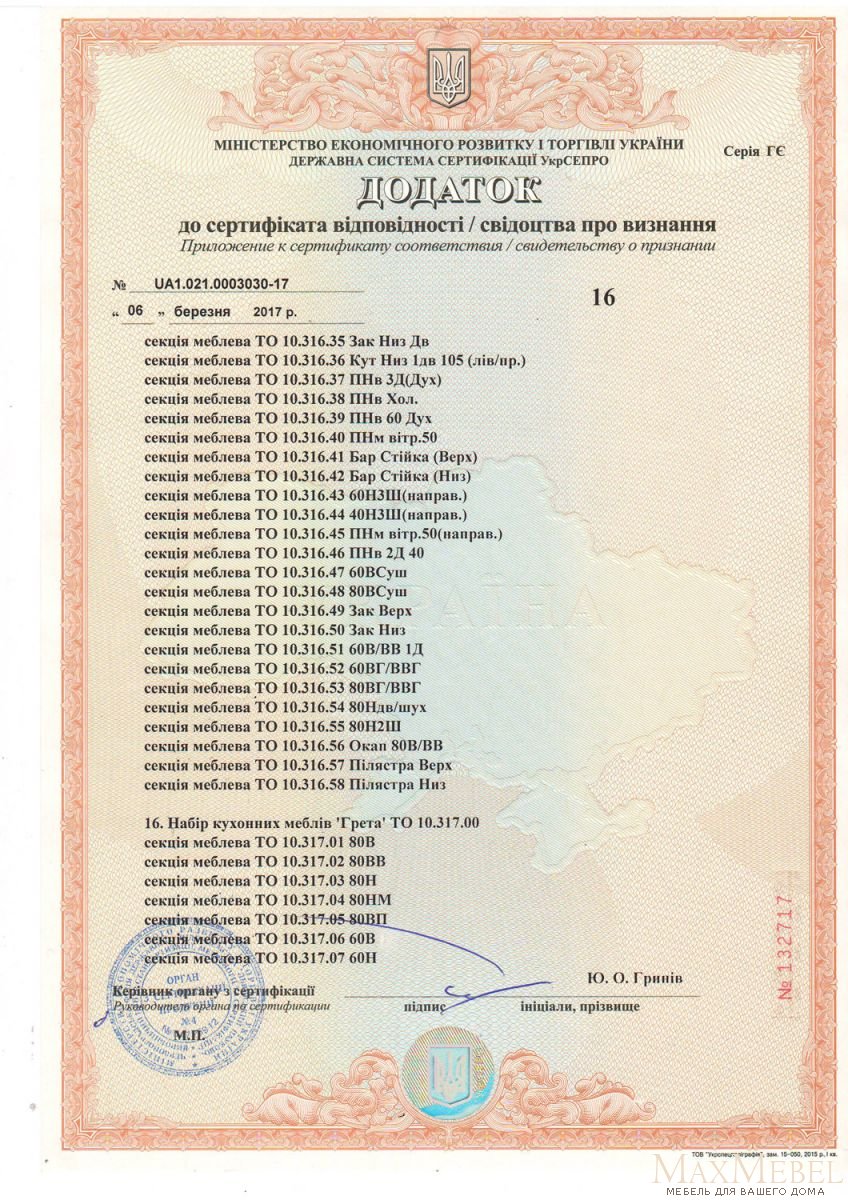 МІНІСТЕРСТВО ЕКОНОМІЧНОГО РОЗВИТКУ І ТОРГІВЛІ УКРАЇНИ
ДЕРЖАВНА СИСТЕМА СЕРТИФІКАЦІЇ УкрСЕПРО
Серія ГЄ
ДОДАТОК
до сертифіката відповідності / свідоцтва про визнання
Приложение к сертификату соответствия / свидетельству о признании
№ UA1.021.0003030-17
16
„ 06 „ березня 2017 р.
секція меблева ТО 10.316.35 Зак Низ Дв
секція меблева ТО 10.316.36 Кут Низ 1дв 105 (лів/пр.)
секція меблева ТО 10.316.37 ПНв 3Д(Дух)
секція меблева ТО 10.316.38 ПНв Хол.
секція меблева ТО 10.316.39 ПНв 60 Дух
секція меблева ТО 10.316.40 ПНм вітр.50
секція меблева ТО 10.316.41 Бар Стійка (Верх)
секція меблева ТО 10.316.42 Бар Стійка (Низ)
секція меблева ТО 10.316.43 60Н3Ш(направ.)
секція меблева ТО 10.316.44 40Н3Ш(направ.)
секція меблева ТО 10.316.45 ПНм вітр.50(направ.)
секція меблева ТО 10.316.46 ПНв 2Д 40
секція меблева ТО 10.316.47 60ВСуш
секція меблева ТО 10.316.48 80ВСуш
секція меблева ТО 10.316.49 Зак Верх
секція меблева ТО 10.316.50 Зак Низ
секція меблева ТО 10.316.51 60В/ВВ 1Д
секція меблева ТО 10.316.52 60ВГ/ВВГ
секція меблева ТО 10.316.53 80ВГ/ВВГ
секція меблева ТО 10.316.54 80Ндв/шух
секція меблева ТО 10.316.55 80Н2Ш
секція меблева ТО 10.316.56 Окап 80В/ВВ
секція меблева ТО 10.316.57 Пілястра Верх
секція меблева ТО 10.316.58 Пілястра Низ
16. Набір кухонних меблів 'Грета' ТО 10.317.00
секція меблева ТО 10.317.01 80В
секція меблева ТО 10.317.02 80ВВ
секція меблева ТО 10.317.03 80Н
секція меблева ТО 10.317.04 80НМ
секція меблева ТО 10.317.05 80ВП
секція меблева ТО 10.317.06 60В
секція меблева ТО 10.317.07 60Н
Керівник органу з сертифікації
Руководитель органа по сертификации
М.П.
Ю. О. Гринів
підпис
ініціали, прізвище
№ 132717
ТОВ "Укрспецполіграфія", зам. 15-050, 2015 р., I кв.
MAXMEBEL
МЕБЕЛЬ ДЛЯ ВАШЕГО ДОМА